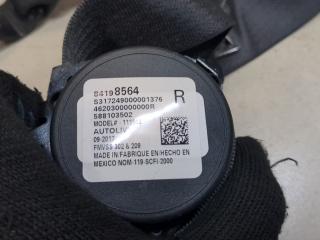 84198564
R
S317249000001376
4620300000000R
588103502
MODEL#
AUTOLIV
09-2017
FMVSS 302 & 209
MADE IN/FABRIQUE EN/HECHO EN
MEXICO NOM-119-SCFI-2000